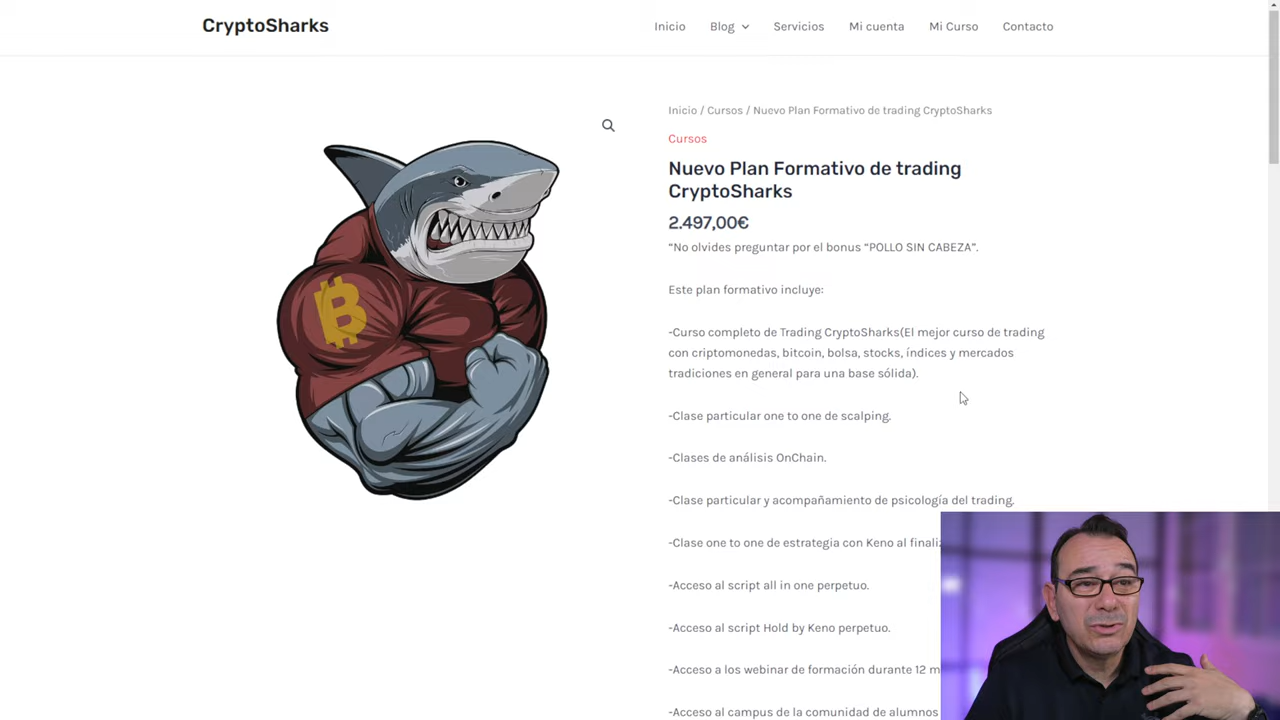 CryptoSharks
Inicio
Blog
Servicios
Mi cuenta
Mi Curso
Contacto
Inicio / Cursos / Nuevo Plan Formativo de trading CryptoSharks
Cursos
Nuevo Plan Formativo de trading
CryptoSharks
2.497,00€
“No olvides preguntar por el bonus “POLLO SIN CABEZA”.
Este plan formativo incluye:
-Curso completo de Trading CryptoSharks(El mejor curso de trading
con criptomonedas, bitcoin, bolsa, stocks, índices y mercados
tradiciones en general para una base sólida).
-Clase particular one to one de scalping.
-Clases de análisis OnChain.
-Clase particular y acompañamiento de psicología del trading.
-Clase one to one de estrategia con Keno al
-Acceso al script all in one perpetuo.
-Acceso al script Hold by Keno perpetuo.
-Acceso a los webinar de formación durante 12
-Acceso al campus de la comunidad de alumnos